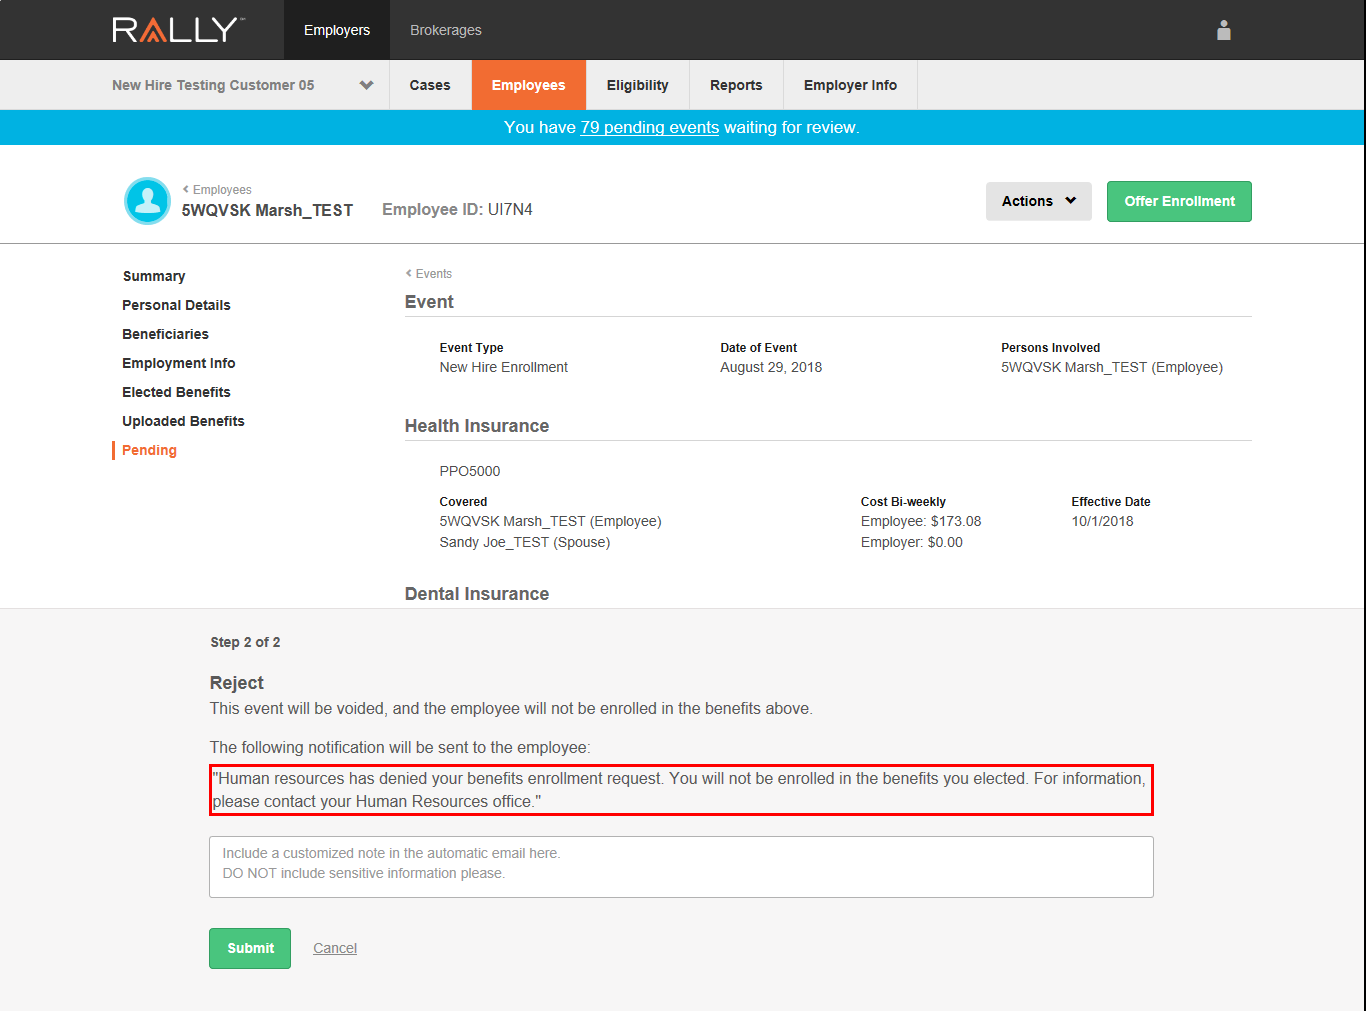 RALLY
Employers
Brokerages
New Hire Testing Customer 05
Cases
Employees
Eligibility
Reports
Employer Info
You have 79 pending events waiting for review.
Employees
5WQVSK Marsh_TEST
Employee ID: UI7N4
Actions
Offer Enrollment
Summary
Personal Details
Beneficiaries
Employment Info
Elected Benefits
Uploaded Benefits
Pending
Events
Event
Event Type
Date of Event
Persons Involved
New Hire Enrollment
August 29, 2018
5WQVSK Marsh_TEST (Employee)
Health Insurance
PPO5000
Covered
Cost Bi-weekly
Effective Date
5WQVSK Marsh_TEST (Employee)
Employee: $173.08
10/1/2018
Sandy Joe_TEST (Spouse)
Employer: $0.00
Dental Insurance
Step 2 of 2
Reject
This event will be voided, and the employee will not be enrolled in the benefits above.
The following notification will be sent to the employee:
"Human resources has denied your benefits enrollment request. You will not be enrolled in the benefits you elected. For information,
please contact your Human Resources office."
Include a customized note in the automatic email here.
DO NOT include sensitive information please.
Submit
Cancel